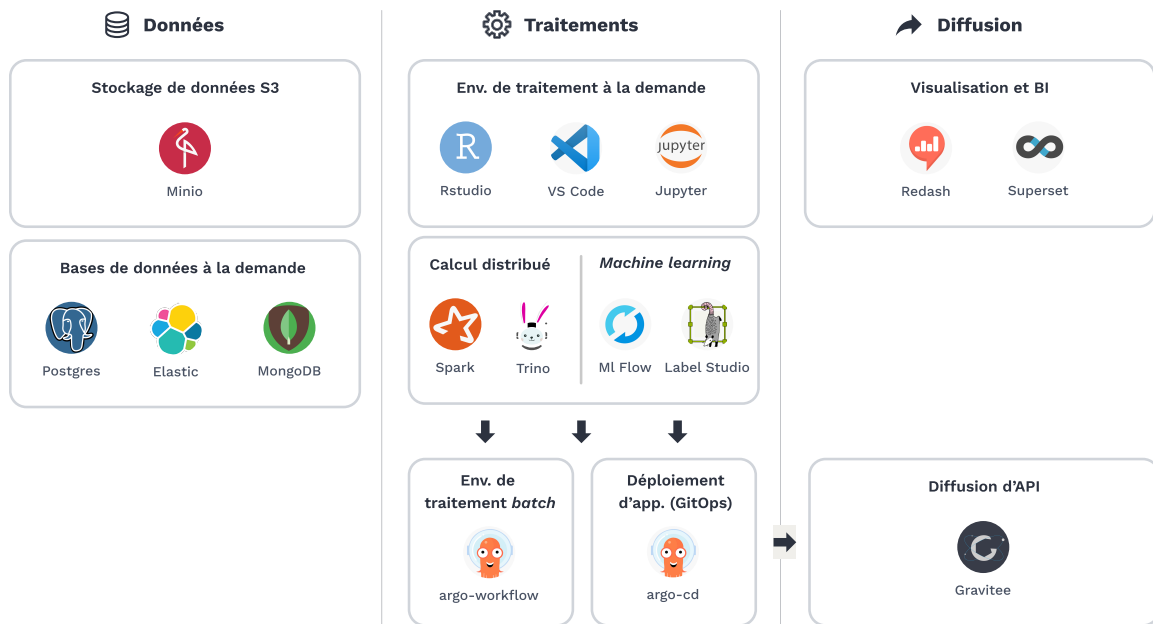 Données
Stockage de données S3
Minio
Bases de données à la demande
Postgres
Elastic
MongoDB
Traitements
Env. de traitement à la demande
R
Rstudio
VS Code
Jupyter
Jupyter
Calcul distribué
Spark
Trino
Machine learning
Ml Flow
Label Studio
Env. de
traitement batch
argo-workflow
Déploiement
d'app. (GitOps)
argo-cd
Diffusion
Visualisation et BI
Redash
Superset
Diffusion d'API
Gravitee